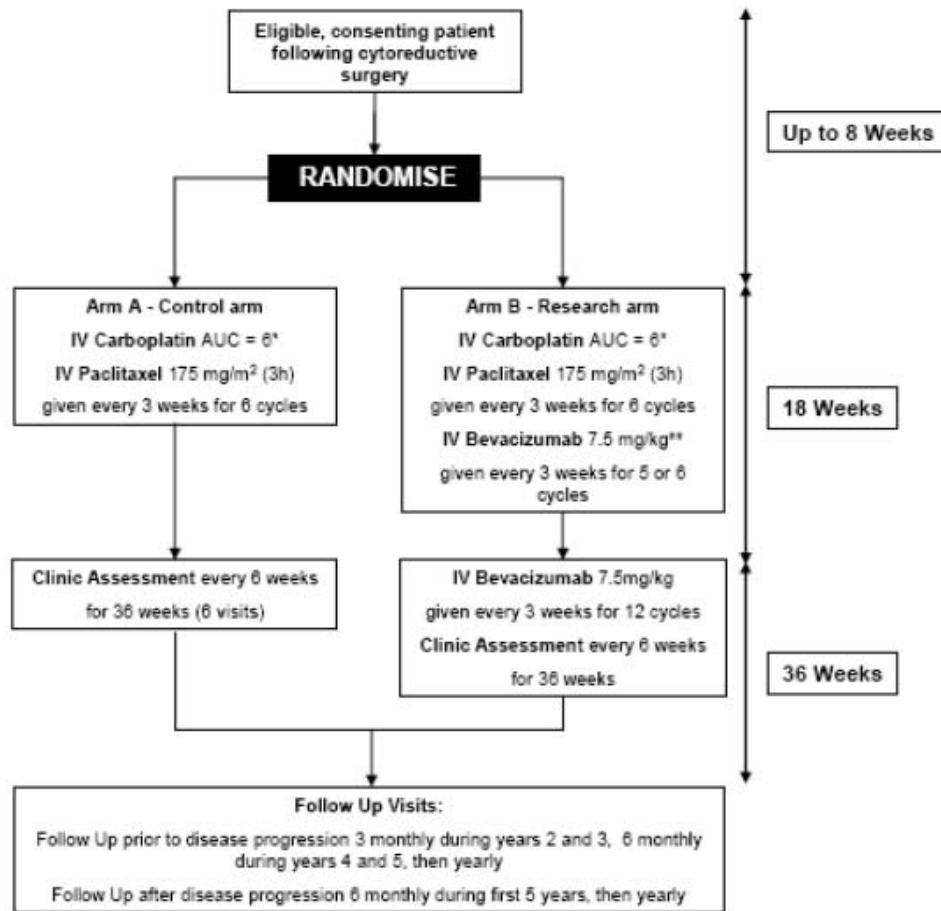 Eligible, consenting patient
following cytoreductive
surgery
Up to 8 Weeks
RANDOMISE
Arm A - Control arm
IV Carboplatin AUC = 6*
IV Paclitaxel 175 mg/m² (3h)
given every 3 weeks for 6 cycles
Arm B - Research arm
IV Carboplatin AUC = 6*
IV Paclitaxel 175 mg/m² (3h)
given every 3 weeks for 6 cycles
IV Bevacizumab 7.5 mg/kg**
given every 3 weeks for 5 or 6
cycles
18 Weeks
Clinic Assessment every 6 weeks
for 36 weeks (6 visits)
IV Bevacizumab 7.5mg/kg
given every 3 weeks for 12 cycles
Clinic Assessment every 6 weeks
for 36 weeks
36 Weeks
Follow Up Visits:
Follow Up prior to disease progression 3 monthly during years 2 and 3, 6 monthly
during years 4 and 5, then yearly
Follow Up after disease progression 6 monthly during first 5 years, then yearly